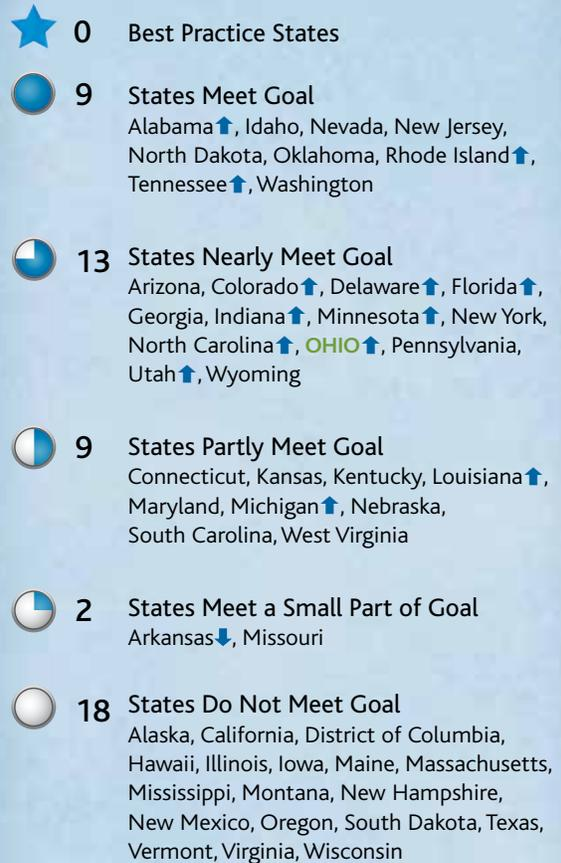 0 Best Practice States
9 States Meet Goal
Alabama⬆, Idaho, Nevada, New Jersey,
North Dakota, Oklahoma, Rhode Island⬆,
Tennessee⬆, Washington
13 States Nearly Meet Goal
Arizona, Colorado⬆, Delaware⬆, Florida⬆,
Georgia, Indiana⬆, Minnesota⬆, New York,
North Carolina⬆, OHIO⬆, Pennsylvania,
Utah⬆, Wyoming
9 States Partly Meet Goal
Connecticut, Kansas, Kentucky, Louisiana⬆,
Maryland, Michigan⬆, Nebraska,
South Carolina, West Virginia
2 States Meet a Small Part of Goal
Arkansas⬇, Missouri
18 States Do Not Meet Goal
Alaska, California, District of Columbia,
Hawaii, Illinois, Iowa, Maine, Massachusetts,
Mississippi, Montana, New Hampshire,
New Mexico, Oregon, South Dakota, Texas,
Vermont, Virginia, Wisconsin